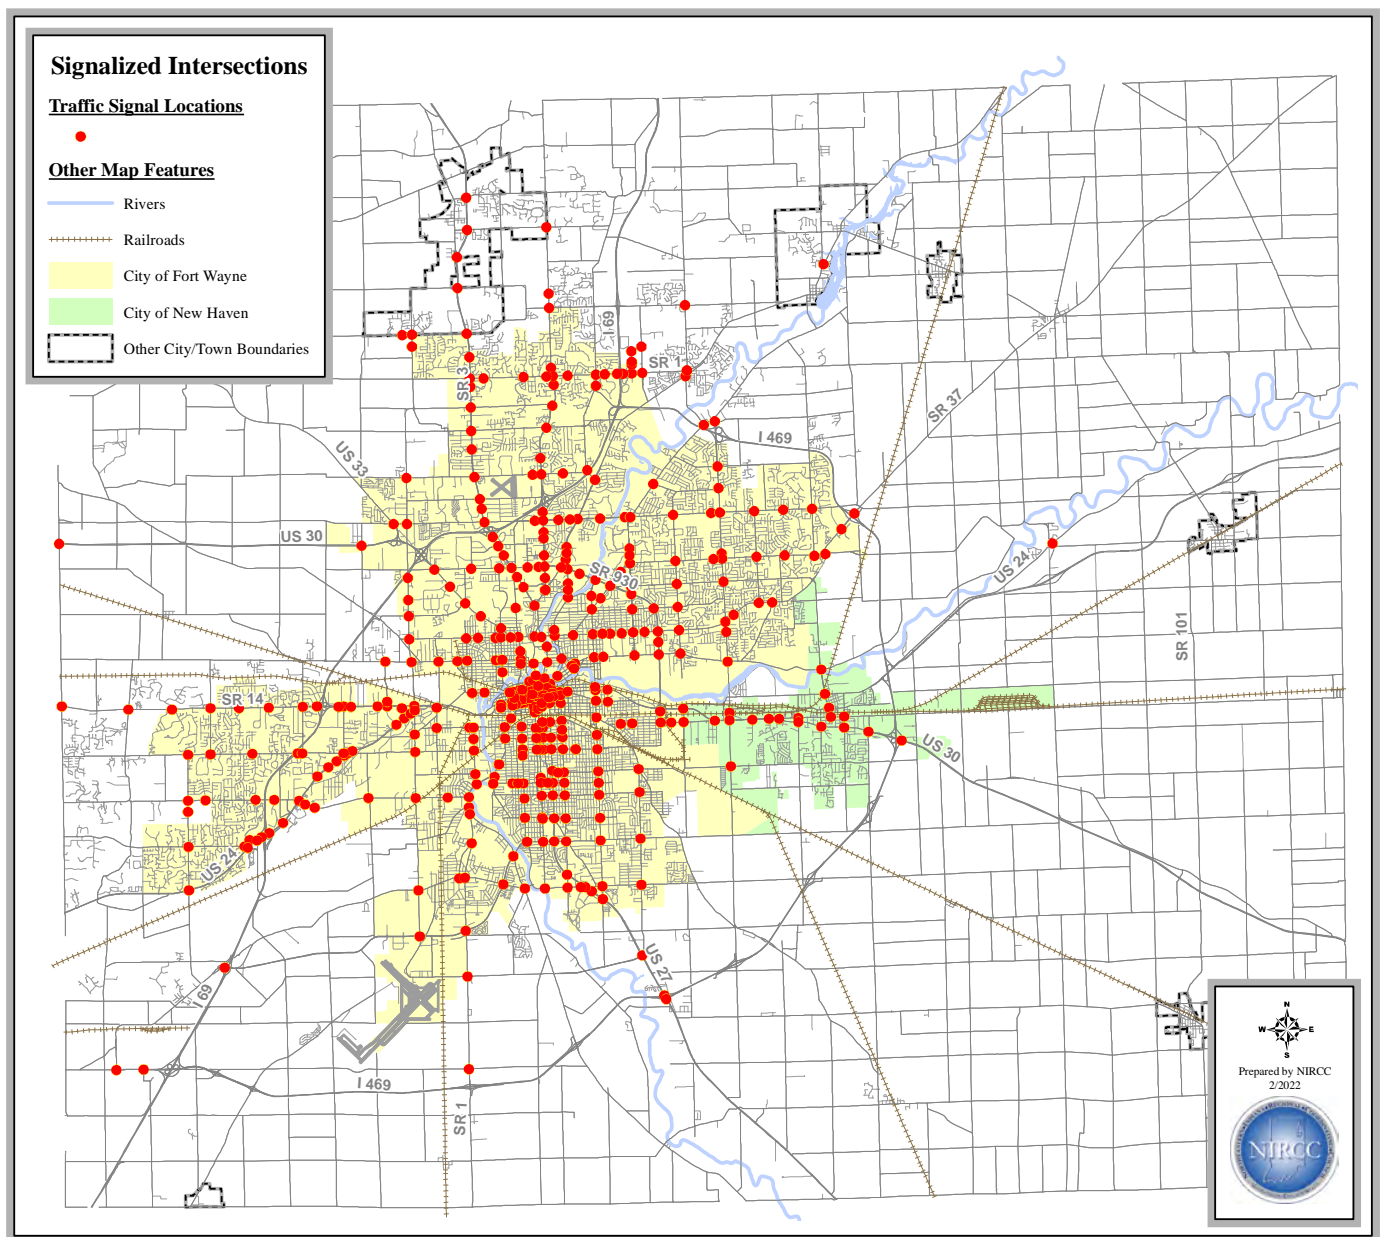 Signalized Intersections
Traffic Signal Locations
Other Map Features
Rivers
Railroads
City of Fort Wayne
City of New Haven
Other City/Town Boundaries
I 69
SR 1
SR 3
SR 37
I 469
US 33
US 30
SR 930
US 24
SR 101
SR 14
US 30
US 24
US 27
I 69
I 469
SR 1
N
W E
S
Prepared by NIRCC
2/2022
NIRCC